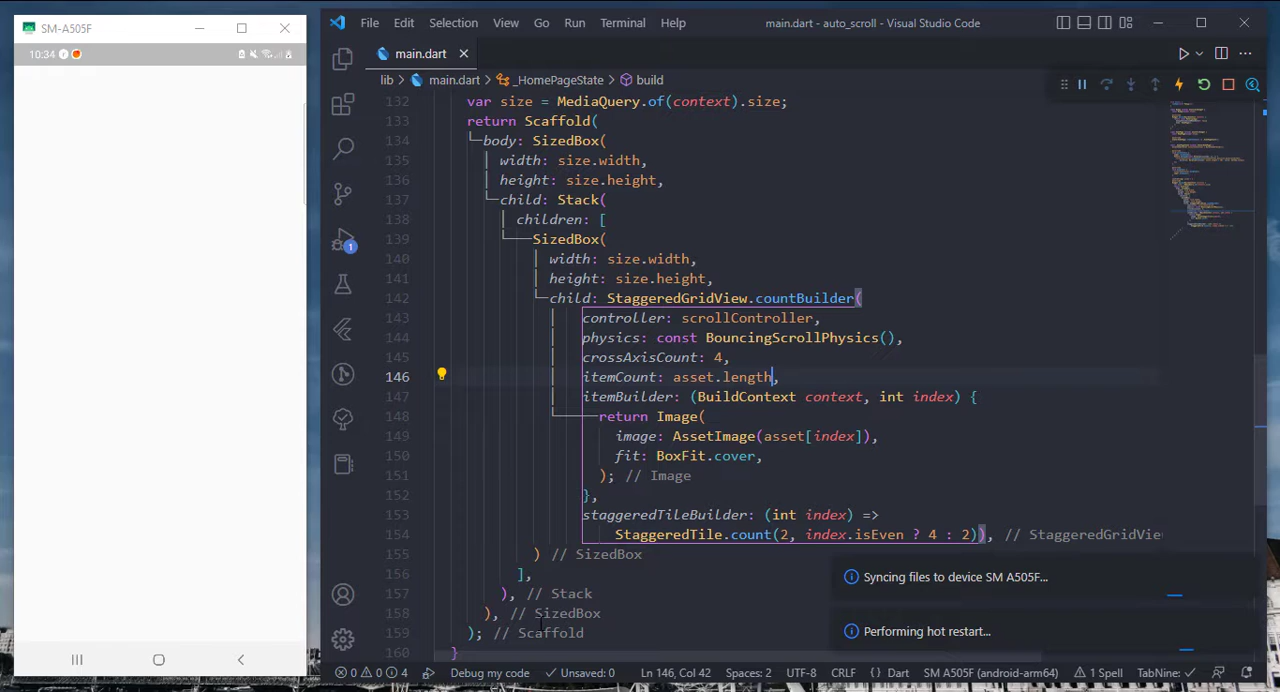 SM-A505F
10:34
File Edit Selection View Go Run Terminal Help
main.dart - auto_scroll - Visual Studio Code
main.dart
lib > main.dart > _HomePageState > build
132 var size = MediaQuery.of(context).size;
133 return Scaffold(
134 body: SizedBox(
135 width: size.width,
136 height: size.height,
137 child: Stack(
138 children: [
139 SizedBox(
140 width: size.width,
141 height: size.height,
142 child: StaggeredGridView.countBuilder(
143 controller: scrollController,
144 physics: const BouncingScrollPhysics(),
145 crossAxisCount: 4,
146 itemCount: asset.length,
147 itemBuilder: (BuildContext context, int index) {
148 return Image(
149 image: AssetImage(asset[index]),
150 fit: BoxFit.cover,
151 ); // Image
152 },
153 staggeredTileBuilder: (int index) =>
154 StaggeredTile.count(2, index.isEven ? 4 : 2)), // StaggeredGridVie
155 ) // SizedBox
156 ],
157 ), // Stack
158 ), // SizedBox
159 ); // Scaffold
160 }
1
Syncing files to device SM A505F...
Performing hot restart...
0 0 1 Debug my code Unsaved: 0 Ln 146, Col 42 Spaces: 2 UTF-8 CRLF {} Dart SM A505F (android-arm64) 1 Spell TabNine: